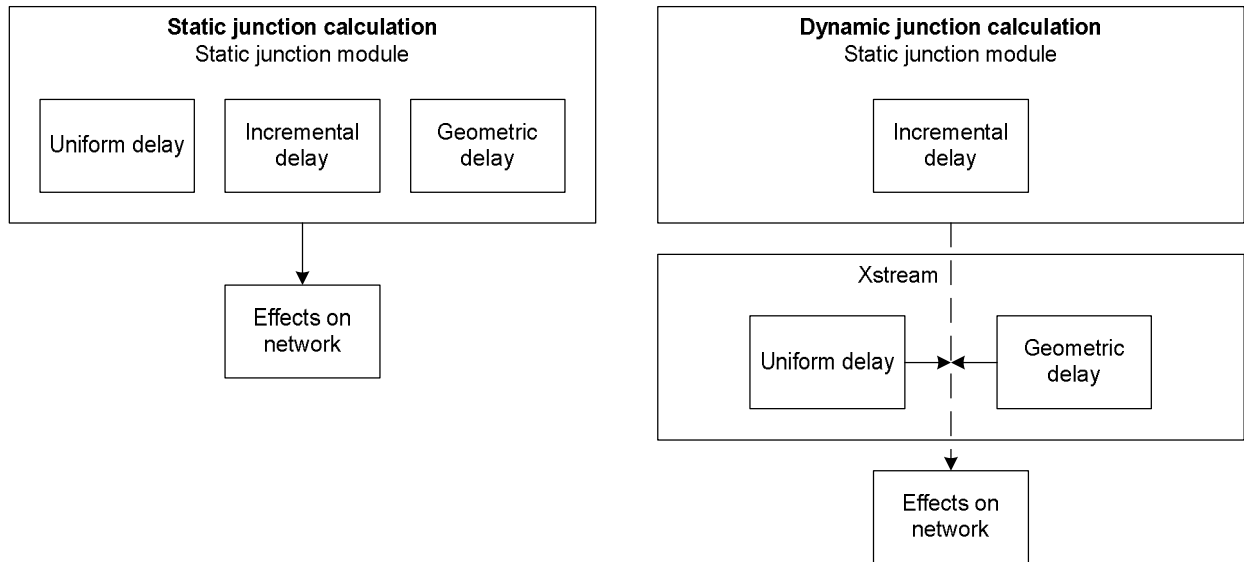 Static junction calculation
Static junction module
Uniform delay
Incremental
delay
Geometric
delay
Effects on
network
Dynamic junction calculation
Static junction module
Incremental
delay
Xstream
Uniform delay
Geometric
delay
Effects on
network